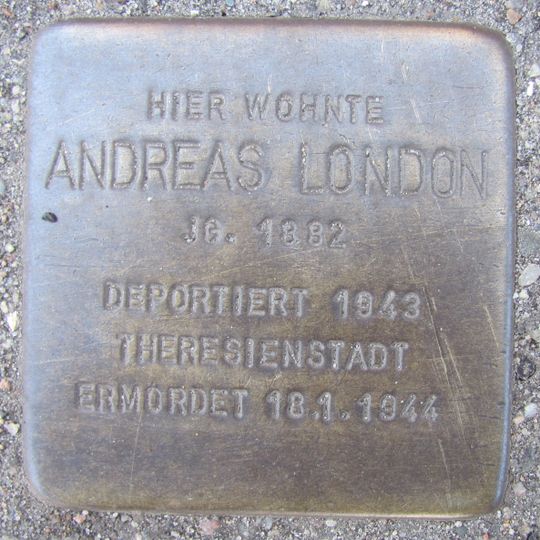 HIER WOHNTE
ANDREAS LONDON
JG. 1882
DEPORTIERT 1943
THERESIENSTADT
ERMORDET 18.1.1944